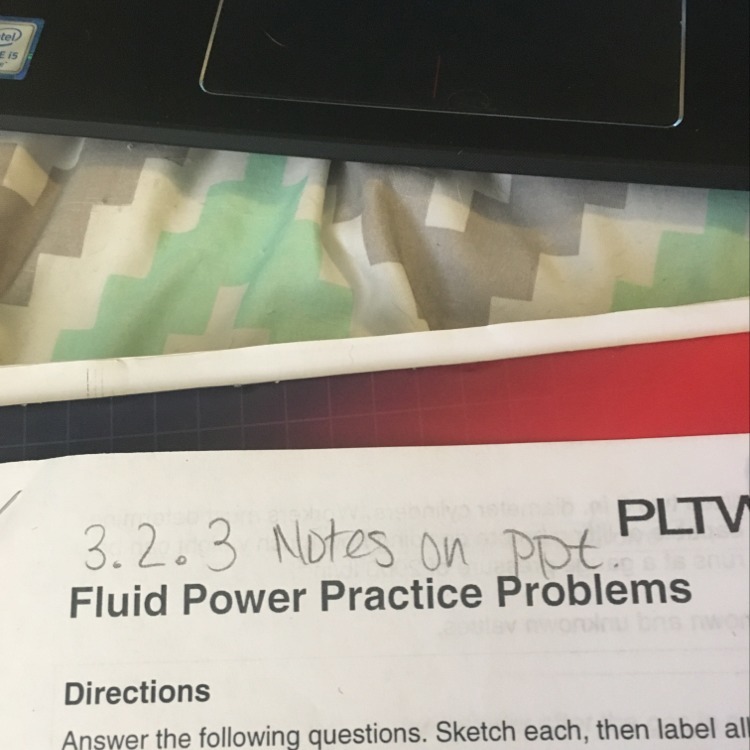 3.2.3 Notes on ppt
PLTW
Fluid Power Practice Problems
Directions
Answer the following questions. Sketch each, then label all